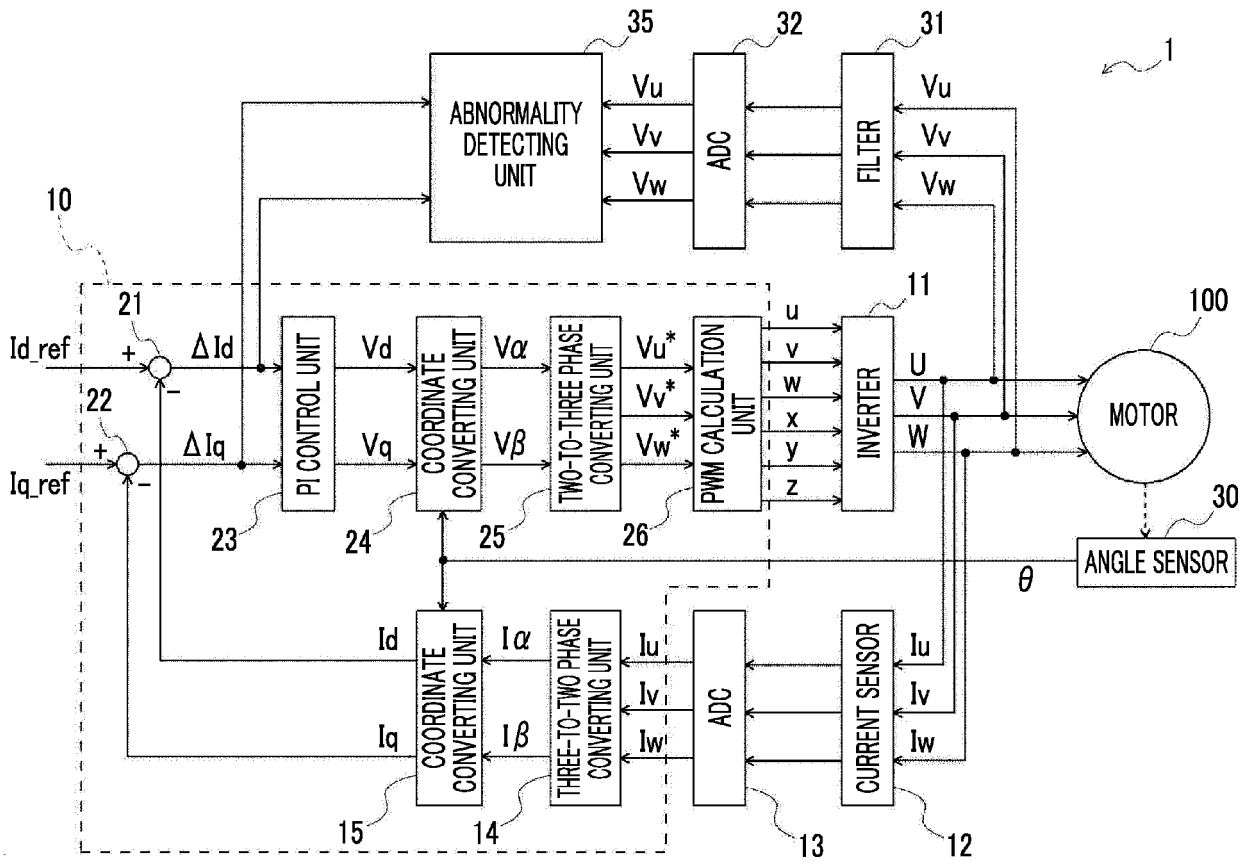 35
32
31
1
ABNORMALITY
DETECTING
UNIT
Vu
Vv
Vw
ADC
FILTER
Vu
Vv
Vw
10
21
Id_ref
+
-
ΔId
22
Iq_ref
+
-
ΔIq
PI CONTROL UNIT
23
Vd
Vq
COORDINATE
CONVERTING UNIT
24
Vα
Vβ
TWO-TO-THREE PHASE
CONVERTING UNIT
25
Vu*
Vv*
Vw*
PWM CALCULATION
UNIT
26
u
v
w
x
y
z
11
INVERTER
U
V
W
100
MOTOR
30
ANGLE SENSOR
θ
Id
Iq
COORDINATE
CONVERTING UNIT
15
Iα
Iβ
THREE-TO-TWO PHASE
CONVERTING UNIT
14
Iu
Iv
Iw
ADC
13
CURRENT SENSOR
12
Iu
Iv
Iw